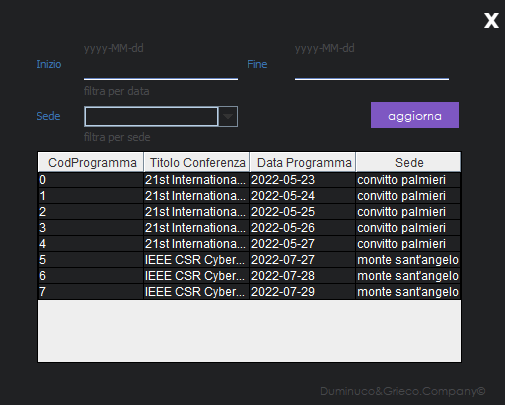 X
yyyy-MM-dd yyyy-MM-dd
Inizio Fine
filtra per data
Sede aggiorna
filtra per sede
CodProgramma Titolo Conferenza Data Programma Sede
0 21st Internationa... 2022-05-23 convitto palmieri
1 21st Internationa... 2022-05-24 convitto palmieri
2 21st Internationa... 2022-05-25 convitto palmieri
3 21st Internationa... 2022-05-26 convitto palmieri
4 21st Internationa... 2022-05-27 convitto palmieri
5 IEEE CSR Cyber... 2022-07-27 monte sant'angelo
6 IEEE CSR Cyber... 2022-07-28 monte sant'angelo
7 IEEE CSR Cyber... 2022-07-29 monte sant'angelo
Duminuco&Grieco.Company©